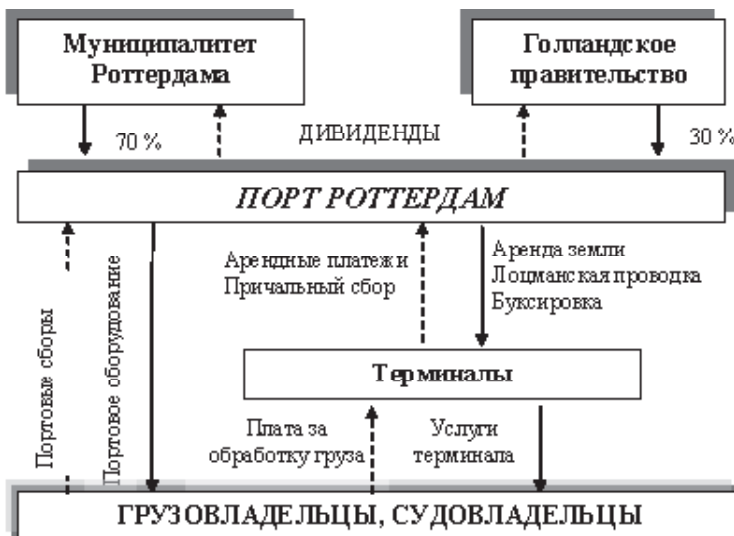 Муниципалитет
Роттердама
Голландское
правительство
70 %
ДИВИДЕНДЫ
30 %
ПОРТ РОТТЕРДАМ
Портовые сборы
Портовое оборудование
Арендные платежи
Причальный сбор
Аренда земли
Лоцманская проводка
Буксировка
Терминалы
Плата за
обработку груза
Услуги
терминала
ГРУЗОВЛАДЕЛЬЦЫ, СУДОВЛАДЕЛЬЦЫ